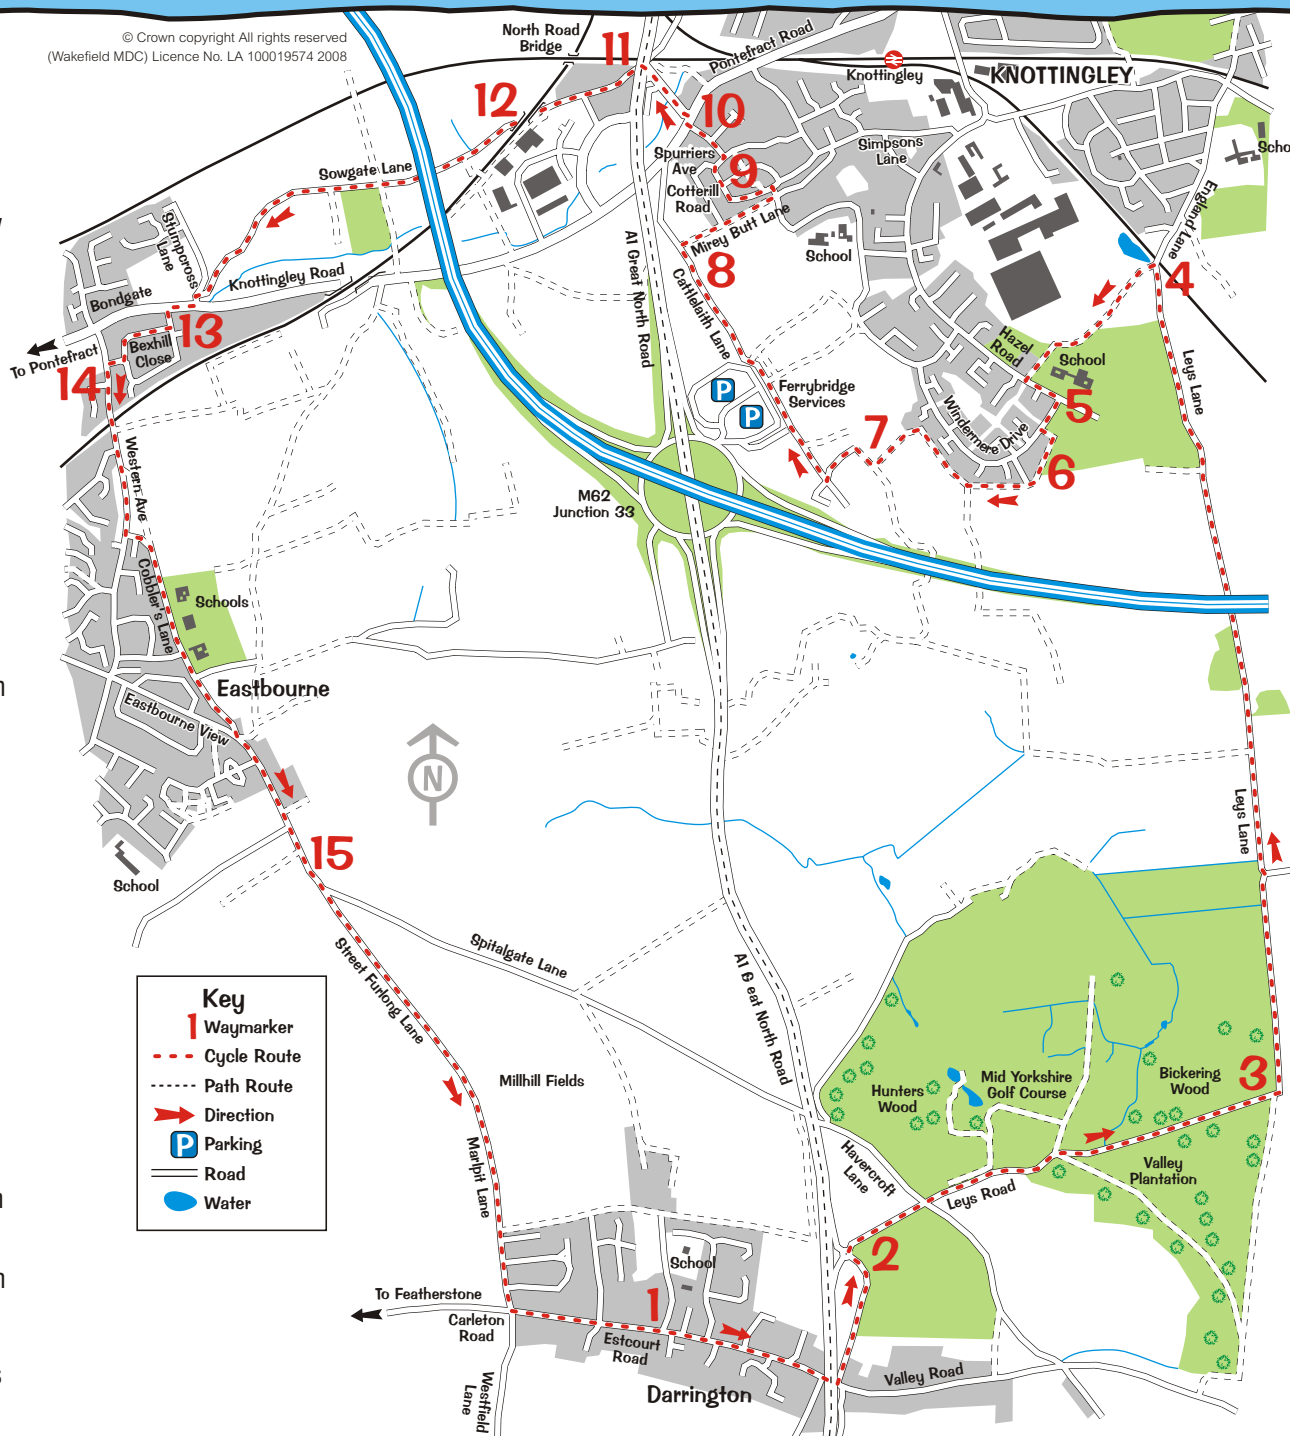 © Crown copyright All rights reserved
(Wakefield MDC) Licence No. LA 100019574 2008
North Road
Bridge
11
Pontefract Road
Knottingley
KNOTTINGLEY
12
10
Simpsons
Lane
Scho
Spurriers
Ave
9
Cotterill
Road
Sowgate Lane
England Lane
Stumpcross
Lane
Mirey Butt Lane
School
8
4
A1 Great North Road
Cattlelaith Lane
Knottingley Road
Bondgate
13
Bexhill
Close
To Pontefract
14
Hazel
Road
School
5
Leys Lane
P
P
Ferrybridge
Services
7
Windermere Drive
6
Western Ave
M62
Junction 33
Cobbler's Lane
Schools
Eastbourne
Eastbourne View
N
Leys Lane
15
School
Street Furlong Lane
Spitalgate Lane
A1 G eat North Road
Key
1 Waymarker
Cycle Route
Path Route
Direction
P Parking
Road
Water
Millhill Fields
Hunters
Wood
Mid Yorkshire
Golf Course
Bickering
Wood
3
Marlpit Lane
Havercroft
Lane
Leys Road
Valley
Plantation
2
School
To Featherstone
Carleton
Road
1
Estcourt
Road
Valley Road
Darrington
Westfield
Lane